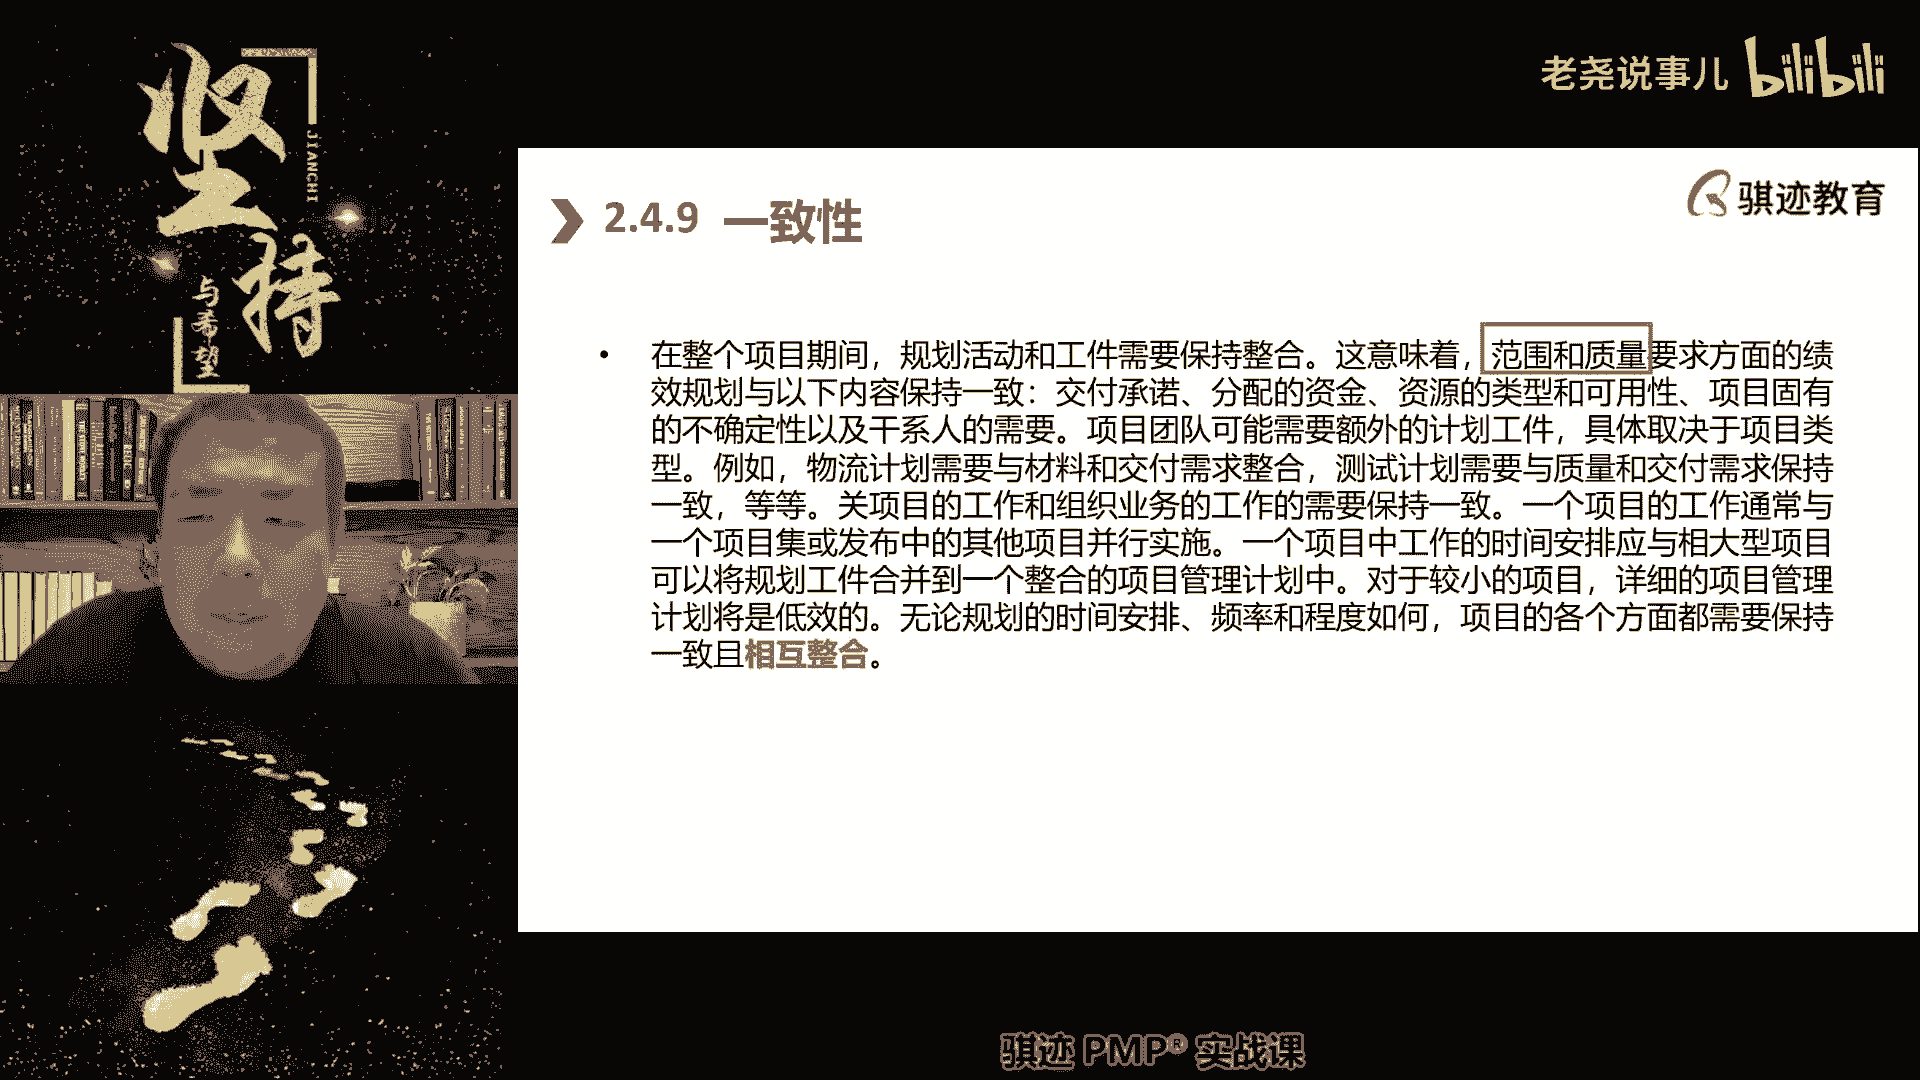 坚持
JIANCHI
与希望
老尧说事儿 bilibili
骐迹教育
2.4.9 一致性
• 在整个项目期间，规划活动和工件需要保持整合。这意味着，范围和质量要求方面的绩
效规划与以下内容保持一致：交付承诺、分配的资金、资源的类型和可用性、项目固有
的不确定性以及干系人的需要。项目团队可能需要额外的计划工件，具体取决于项目类
型。例如，物流计划需要与材料和交付需求整合，测试计划需要与质量和交付需求保持
一致，等等。关项目的工作和组织业务的工作的需要保持一致。一个项目的工作通常与
一个项目集或发布中的其他项目并行实施。一个项目中工作的时间安排应与相大型项目
可以将规划工件合并到一个整合的项目管理计划中。对于较小的项目，详细的项目管理
计划将是低效的。无论规划的时间安排、频率和程度如何，项目的各个方面都需要保持
一致且相互整合。
骐迹 PMP® 实战课